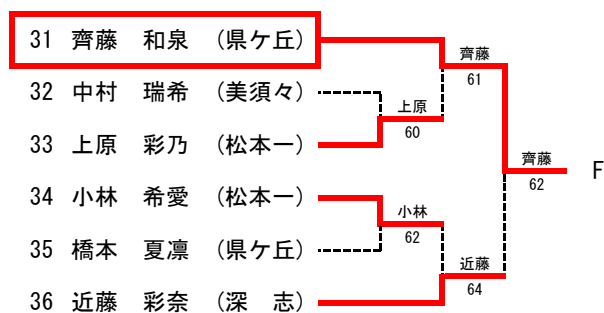 31 齊藤 和泉 (県ケ丘)
齊藤
61
32 中村 瑞希 (美須々)
上原
60
33 上原 彩乃 (松本一)
齊藤
62
F
34 小林 希愛 (松本一)
小林
62
35 橋本 夏凛 (県ケ丘)
近藤
64
36 近藤 彩奈 (深 志)